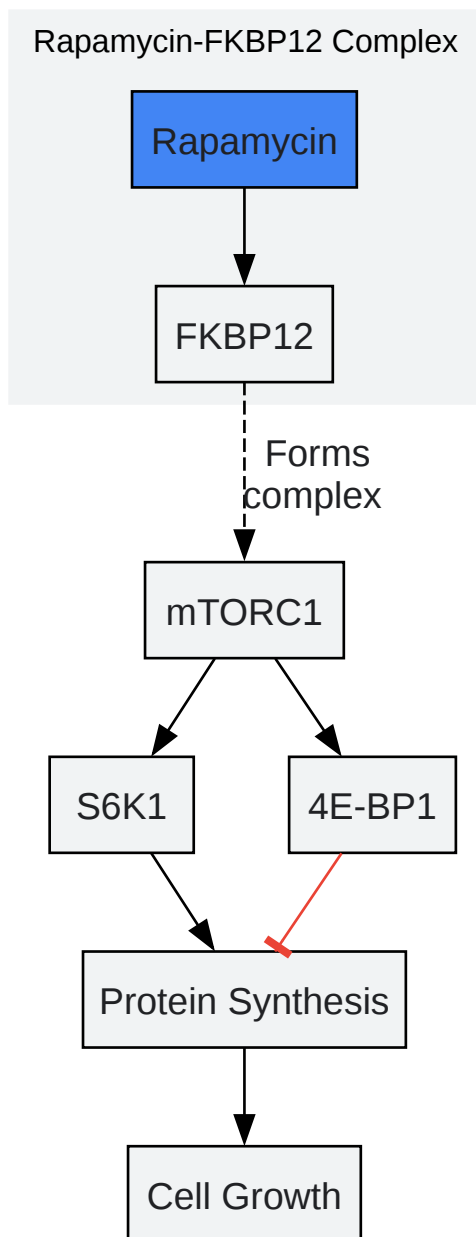 Rapamycin-FKBP12 Complex
Rapamycin
FKBP12
Forms
complex
mTORC1
S6K1
4E-BP1
Protein Synthesis
Cell Growth